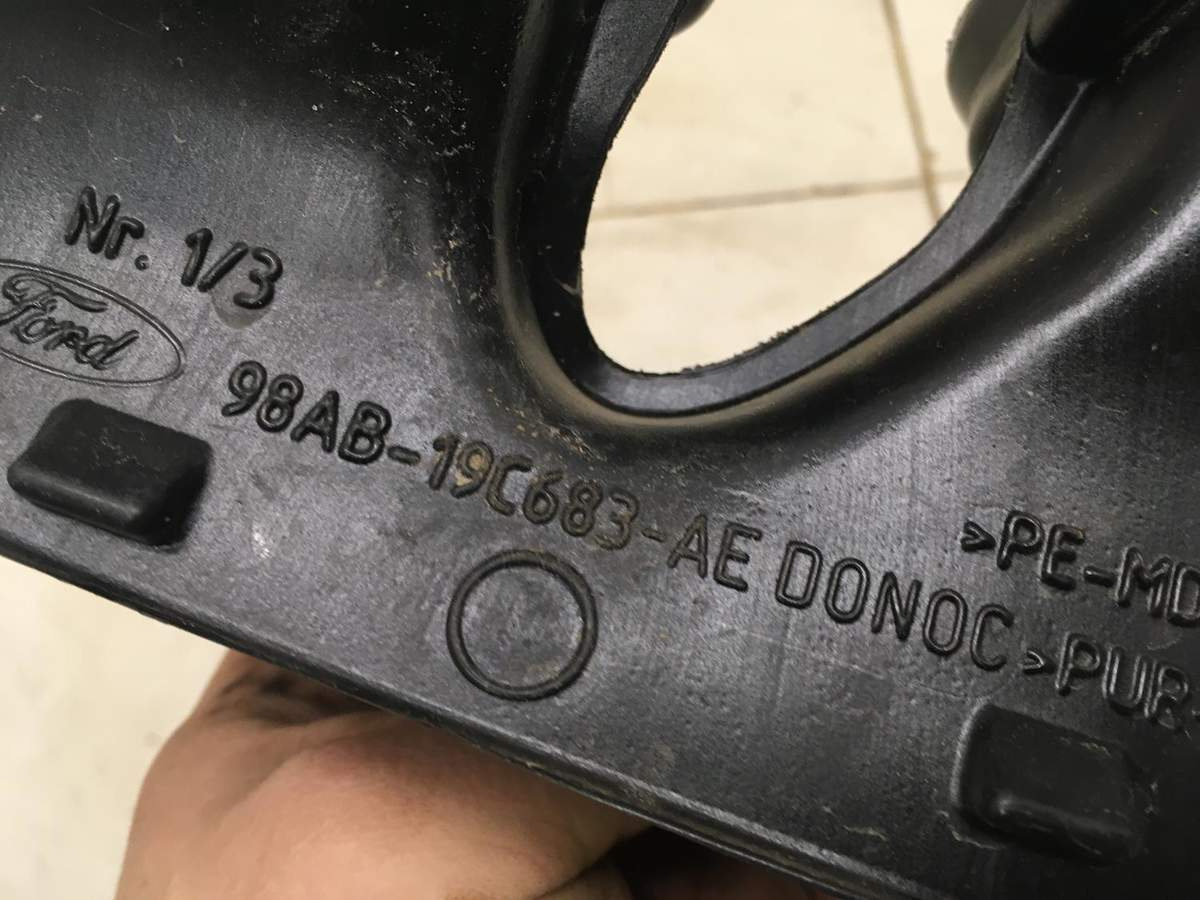 Nr. 1/3
Ford
98AB-19C683-AE DONOC >PUR<
>PE-MD